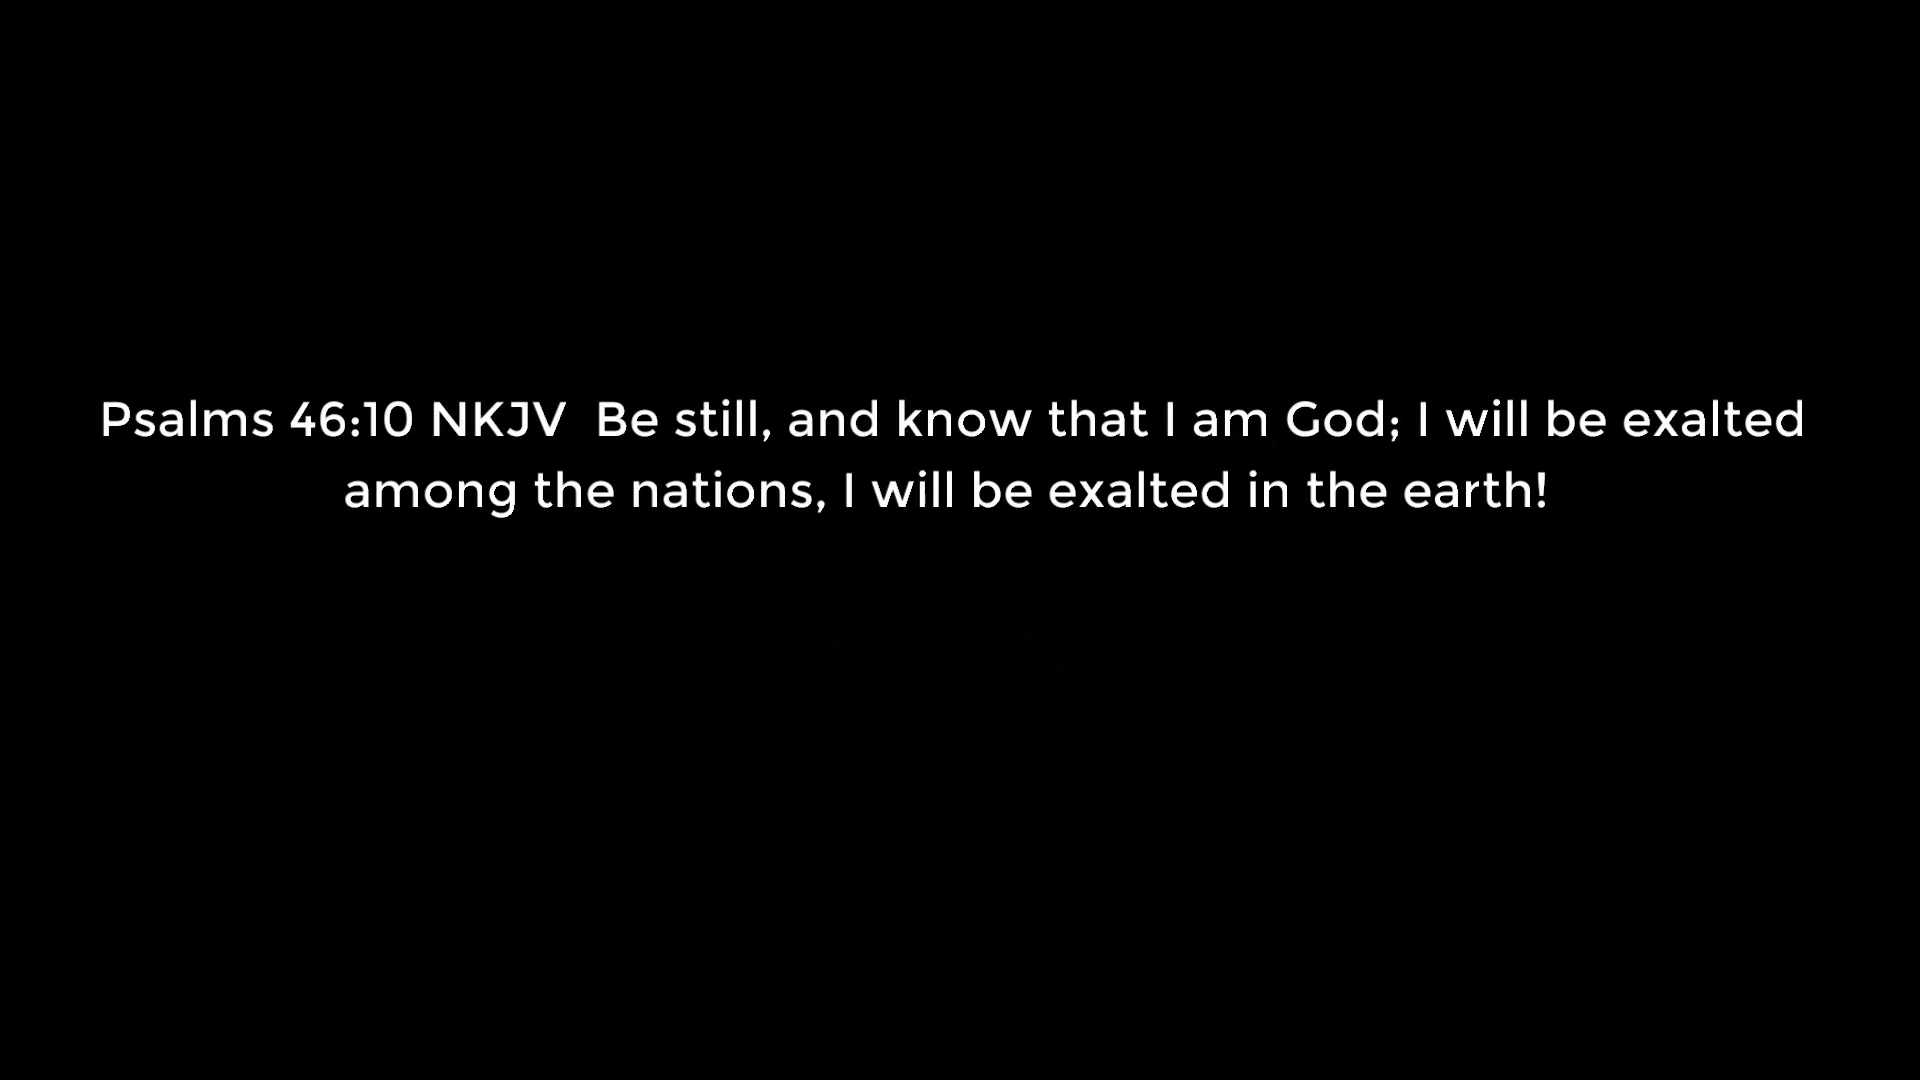 Psalms 46:10 NKJV  Be still, and know that I am God; I will be exalted
among the nations, I will be exalted in the earth!